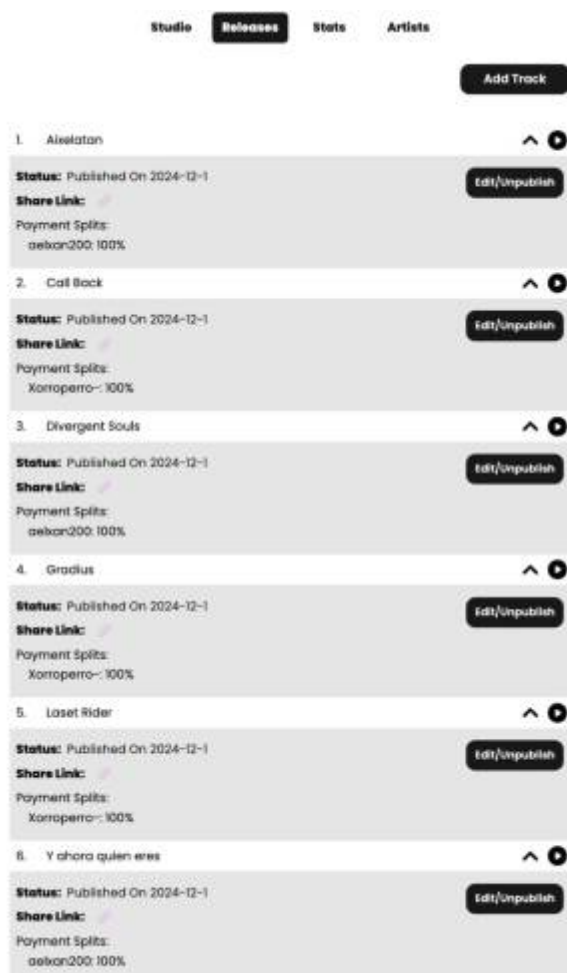 Studio Releases Stats Artists
Add Track
1. Aixelatan
Status: Published On 2024-12-1
Edit/Unpublish
Share Link:
Payment Splits:
aelxan200: 100%
2. Call Back
Status: Published On 2024-12-1
Edit/Unpublish
Share Link:
Payment Splits:
Xorroperro-: 100%
3. Divergent Souls
Status: Published On 2024-12-1
Edit/Unpublish
Share Link:
Payment Splits:
aelxan200: 100%
4. Gradius
Status: Published On 2024-12-1
Edit/Unpublish
Share Link:
Payment Splits:
Xorroperro-: 100%
5. Laset Rider
Status: Published On 2024-12-1
Edit/Unpublish
Share Link:
Payment Splits:
Xorroperro-: 100%
6. Y ahora quien eres
Status: Published On 2024-12-1
Edit/Unpublish
Share Link:
Payment Splits:
aelxan200: 100%